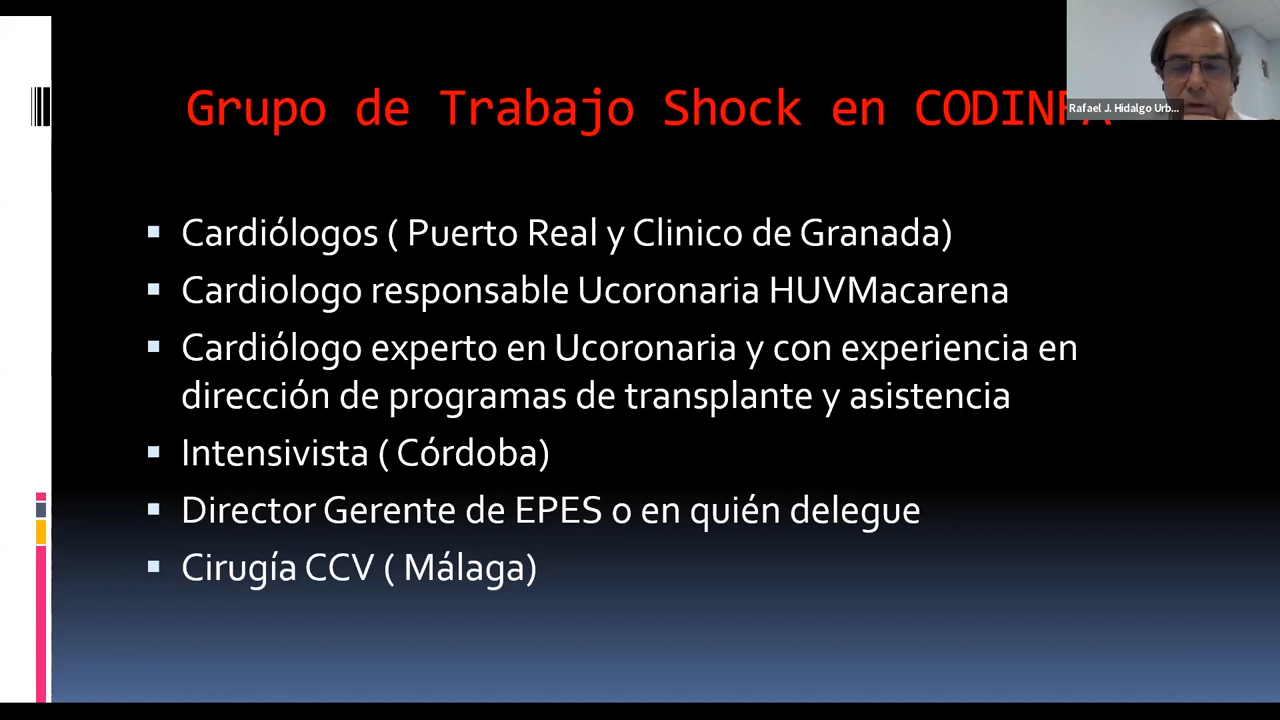 Grupo de Trabajo Shock en CODINFA
Rafael J. Hidalgo Urb...
▪ Cardiólogos ( Puerto Real y Clinico de Granada)
▪ Cardiologo responsable Ucoronaria HUVMacarena
▪ Cardiólogo experto en Ucoronaria y con experiencia en
dirección de programas de transplante y asistencia
▪ Intensivista ( Córdoba)
▪ Director Gerente de EPES o en quién delegue
▪ Cirugía CCV ( Málaga)